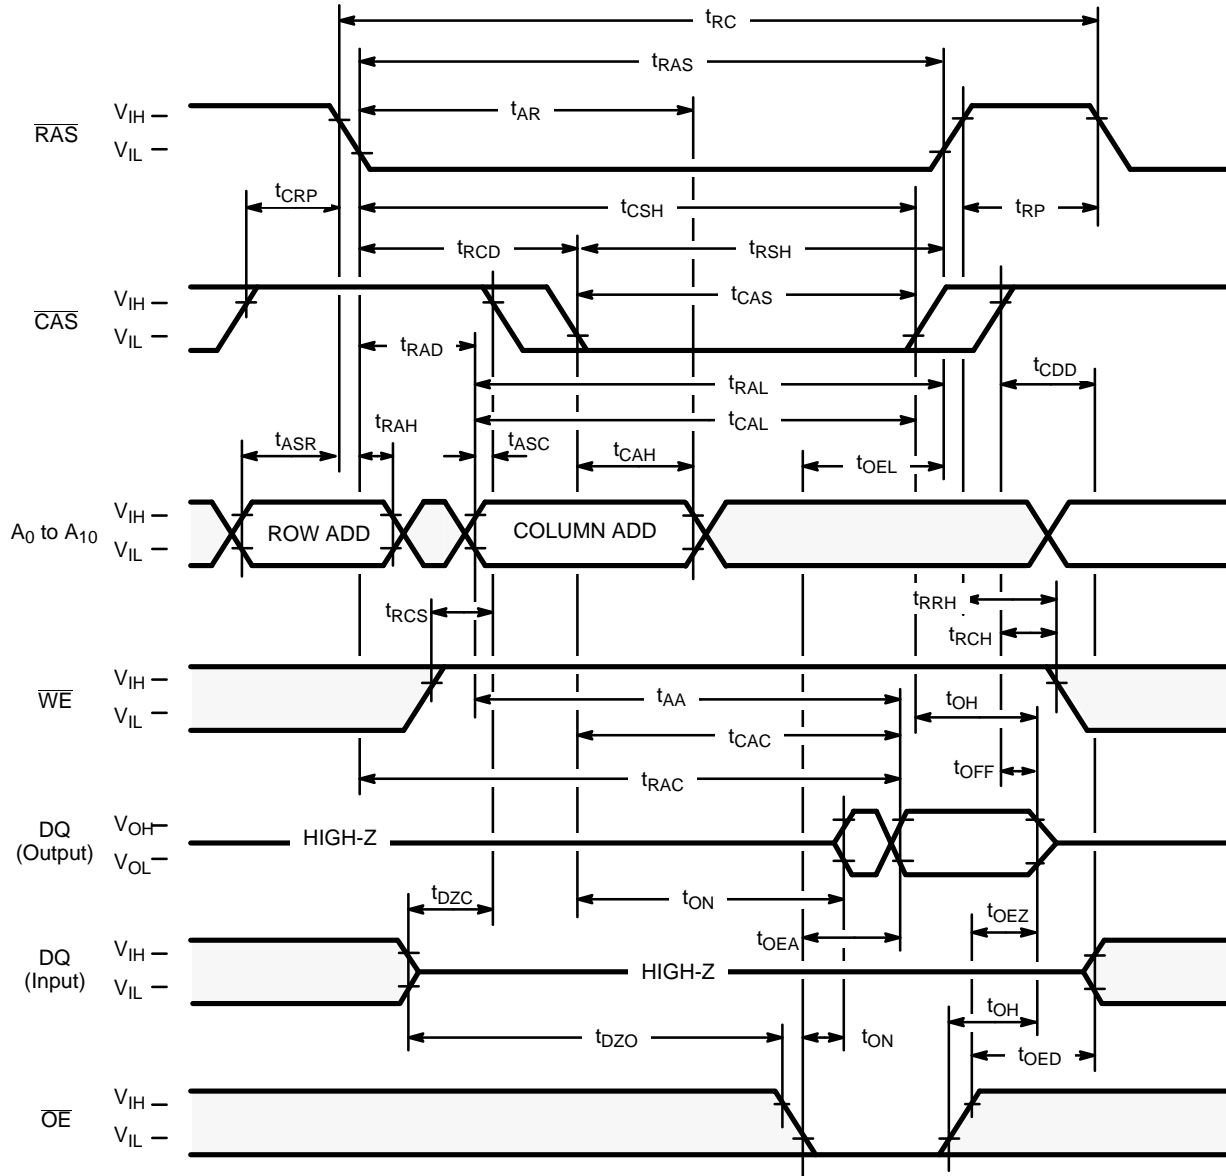 tRC
tRAS
tAR
RAS
VIH
VIL
tCRP
tCSH
tRP
tRCD
tRSH
CAS
VIH
VIL
tCAS
tRAD
tCDD
tRAL
tRAH
tCAL
tASR
tASC
tCAH
tOEL
A0 to A10
VIH
VIL
ROW ADD
COLUMN ADD
tRCS
tRRH
tRCH
WE
VIH
VIL
tAA
tOH
tCAC
tOFF
tRAC
DQ
(Output)
VOH
VOL
HIGH-Z
tDZC
tON
tOEZ
tOEA
DQ
(Input)
VIH
VIL
HIGH-Z
tOH
tDZO
tON
tOED
OE
VIH
VIL